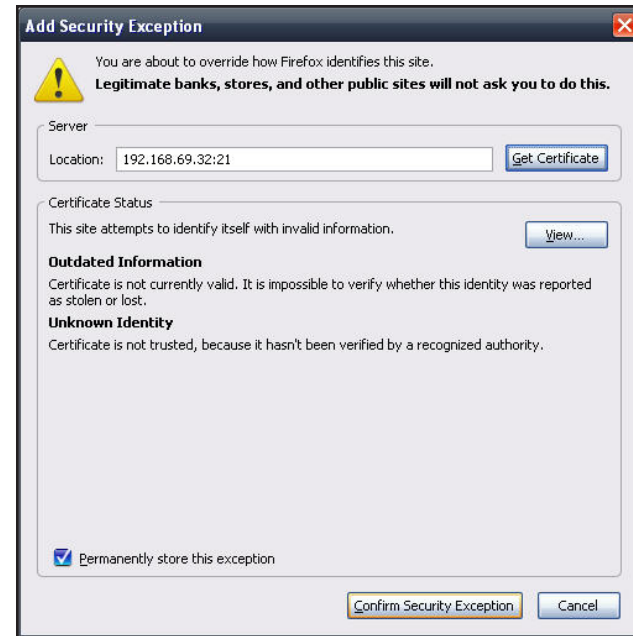 Add Security Exception
You are about to override how Firefox identifies this site.
Legitimate banks, stores, and other public sites will not ask you to do this.
Server
Location: 192.168.69.32:21 Get Certificate
Certificate Status
This site attempts to identify itself with invalid information. View...
Outdated Information
Certificate is not currently valid. It is impossible to verify whether this identity was reported
as stolen or lost.
Unknown Identity
Certificate is not trusted, because it hasn't been verified by a recognized authority.
Permanently store this exception
Confirm Security Exception Cancel